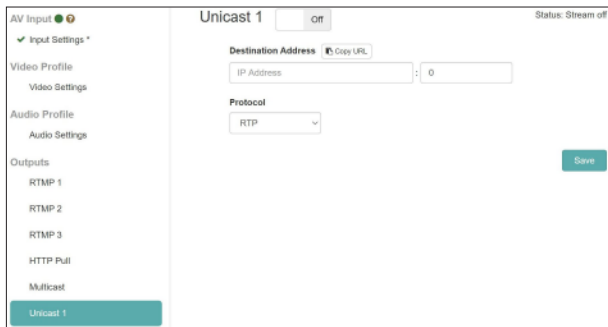 AV Input
Input Settings *
Video Profile
Video Settings
Audio Profile
Audio Settings
Outputs
RTMP 1
RTMP 2
RTMP 3
HTTP Pull
Multicast
Unicast 1
Unicast 1 Off
Status: Stream off
Destination Address Copy URL
IP Address : 0
Protocol
RTP
Save